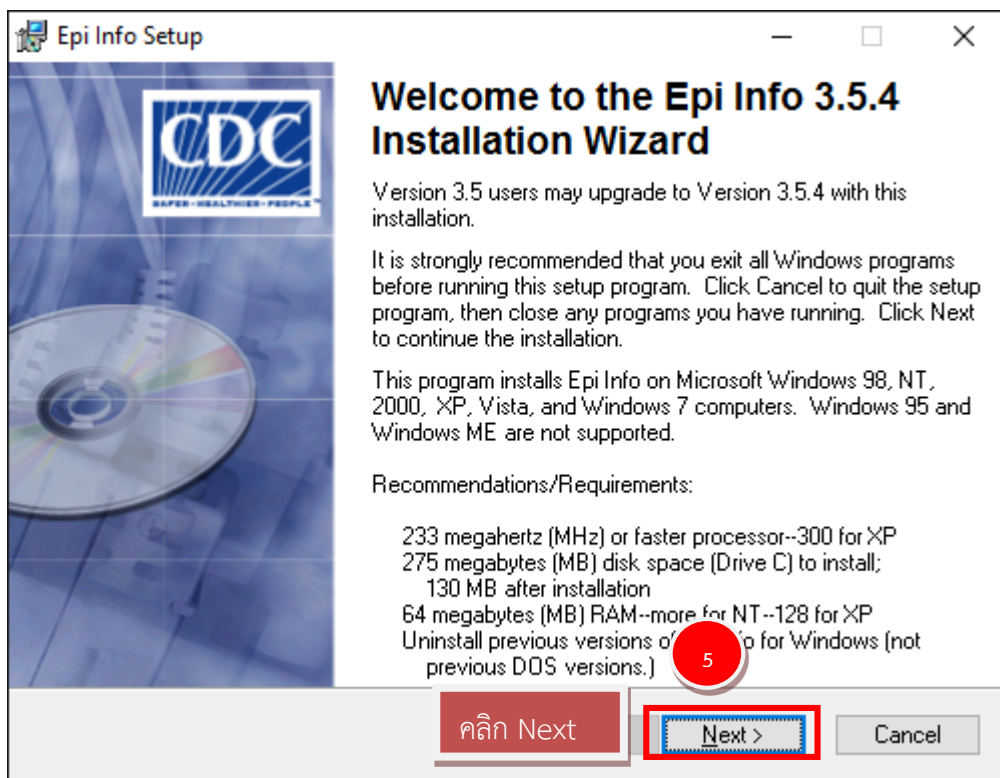 Epi Info Setup
CDC
SAFER·HEALTHIER·PEOPLE™
Welcome to the Epi Info 3.5.4
Installation Wizard
Version 3.5 users may upgrade to Version 3.5.4 with this
installation.
It is strongly recommended that you exit all Windows programs
before running this setup program. Click Cancel to quit the setup
program, then close any programs you have running. Click Next
to continue the installation.
This program installs Epi Info on Microsoft Windows 98, NT,
2000, XP, Vista, and Windows 7 computers. Windows 95 and
Windows ME are not supported.
Recommendations/Requirements:
233 megahertz (MHz) or faster processor--300 for XP
275 megabytes (MB) disk space (Drive C) to install;
130 MB after installation
64 megabytes (MB) RAM--more for NT--128 for XP
Uninstall previous versions for Windows (not
previous DOS versions.)
5
คลิก Next
Next >
Cancel